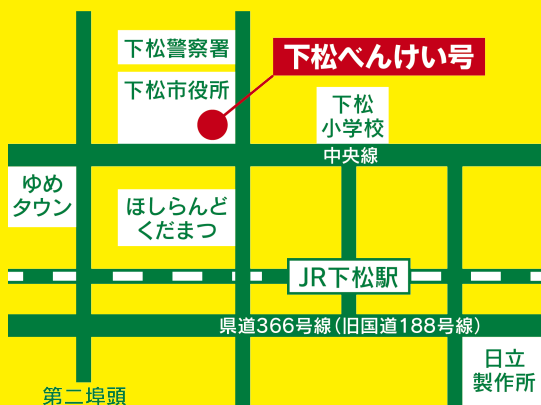 下松警察署
下松べんけい号
下松市役所
下松
小学校
中央線
ゆめ
タウン
ほしらんど
くだまつ
JR下松駅
県道366号線（旧国道188号線）
日立
製作所
第二埠頭